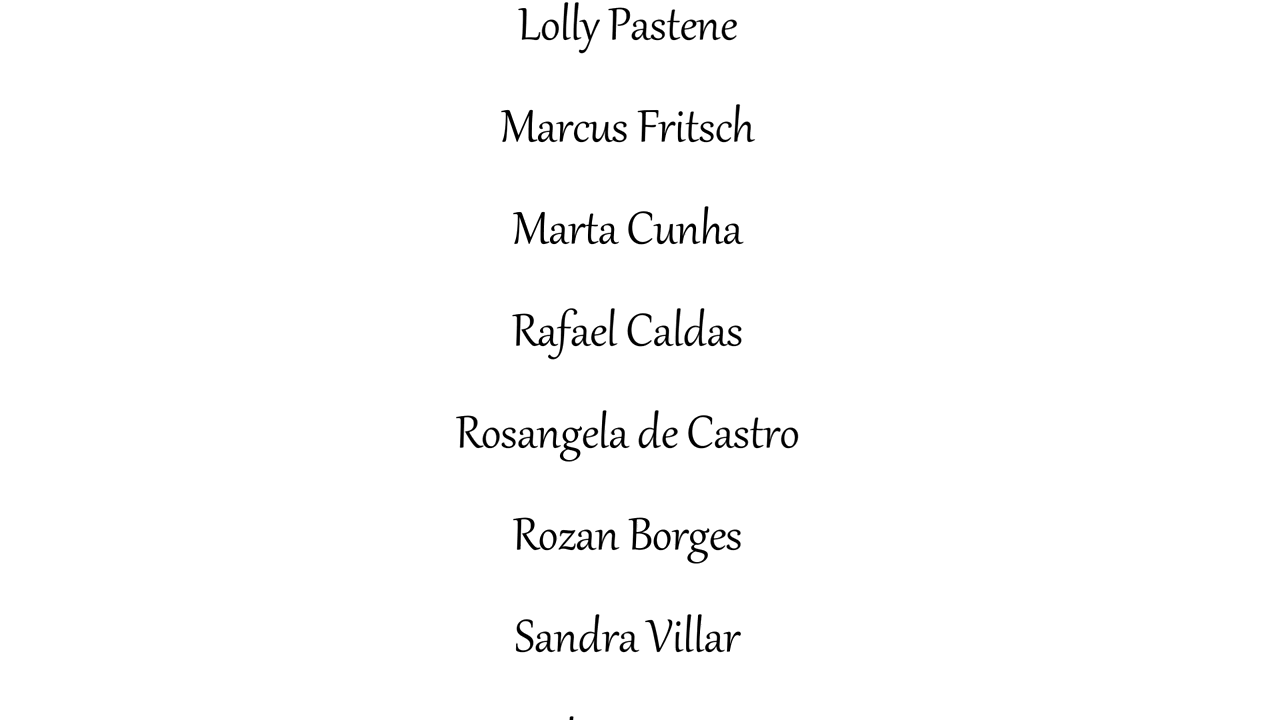 Lolly Pastene
Marcus Fritsch
Marta Cunha
Rafael Caldas
Rosangela de Castro
Rozan Borges
Sandra Villar